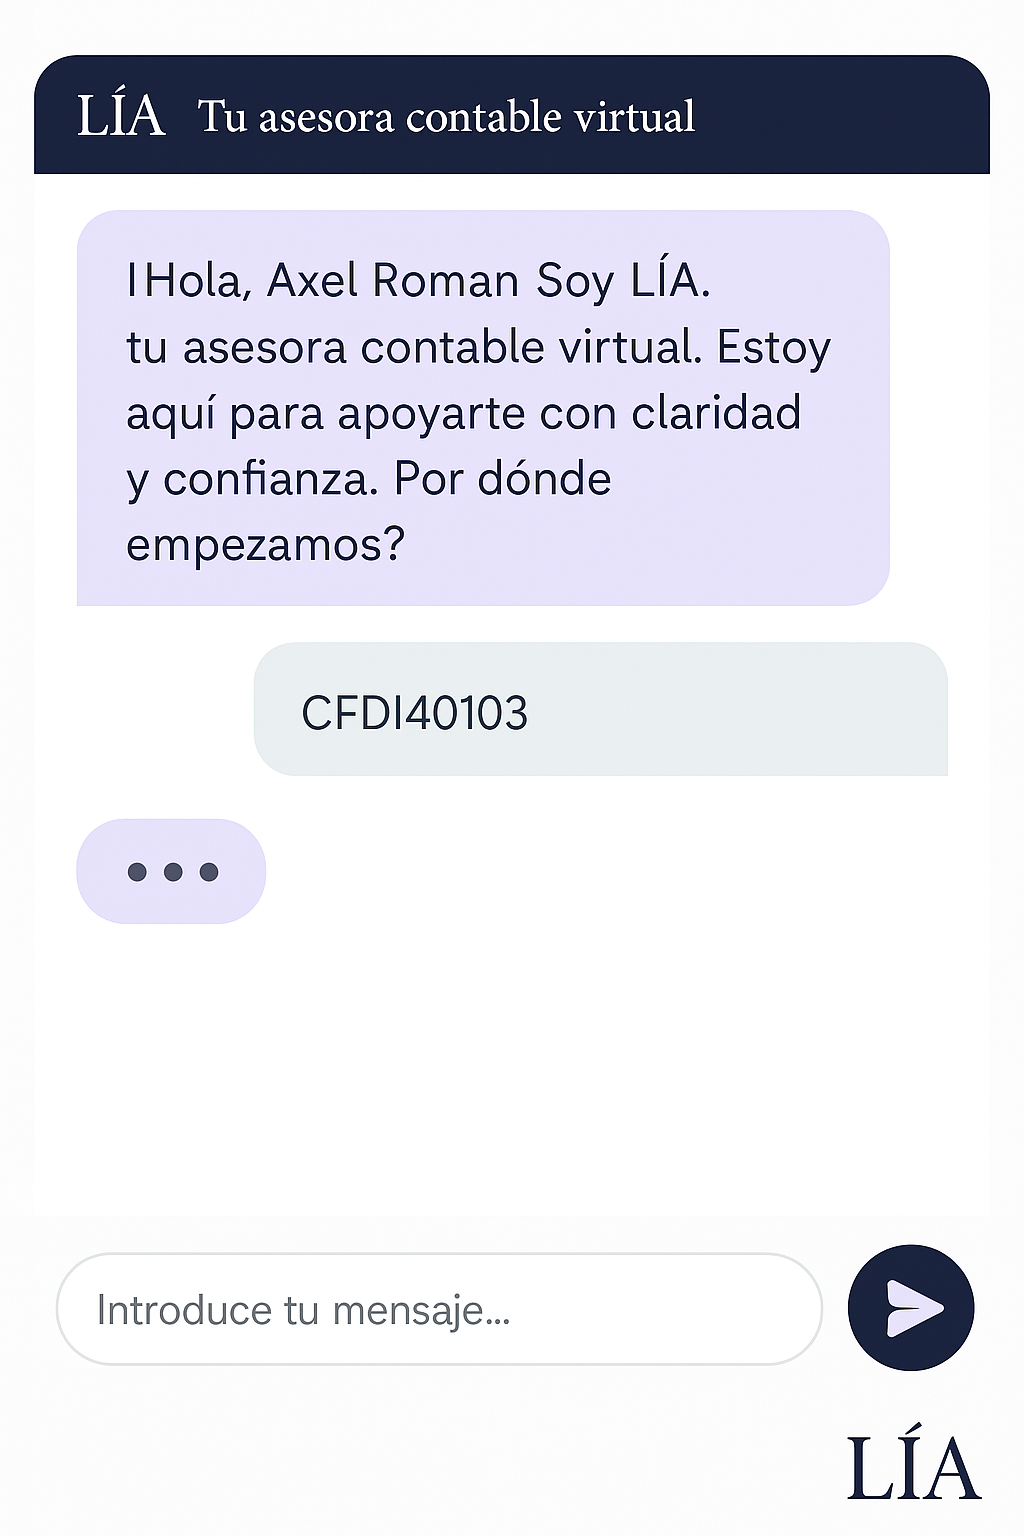 LÍA Tu asesora contable virtual
IHola, Axel Roman Soy LÍA.
tu asesora contable virtual. Estoy
aquí para apoyarte con claridad
y confianza. Por dónde
empezamos?
CFDI40103
Introduce tu mensaje...
LÍA